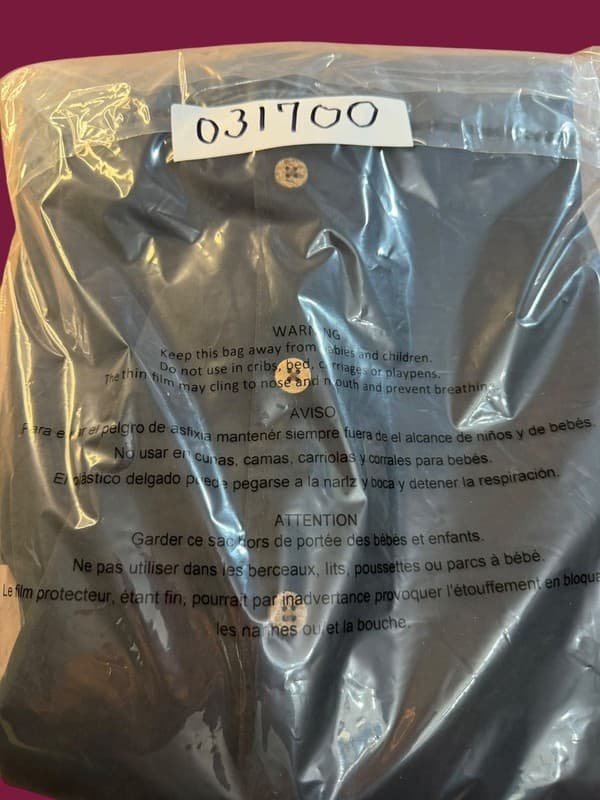 031700
WARNING
Keep this bag away from babies and children.
Do not use in cribs, bed, carriages or playpens.
The thin film may cling to nose and mouth and prevent breathing
AVISO
Para evitar el pelgro de asfixia mantenér siempre fuera de el alcance de niños y de bebés.
No usar en cunas, camas, carriolas y corrales para bebés.
El plástico delgado puede pegarse a la narlz y boca y detener la respiración.
ATTENTION
Garder ce sac hors de portée des bébés et enfants.
Ne pas utiliser dans les berceaux, lits, poussettes ou parcs à bébé.
Le film protecteur, étant fin, pourrait par inadvertance provoquer l'étouffement en bloqua
les narines ou et la bouche.